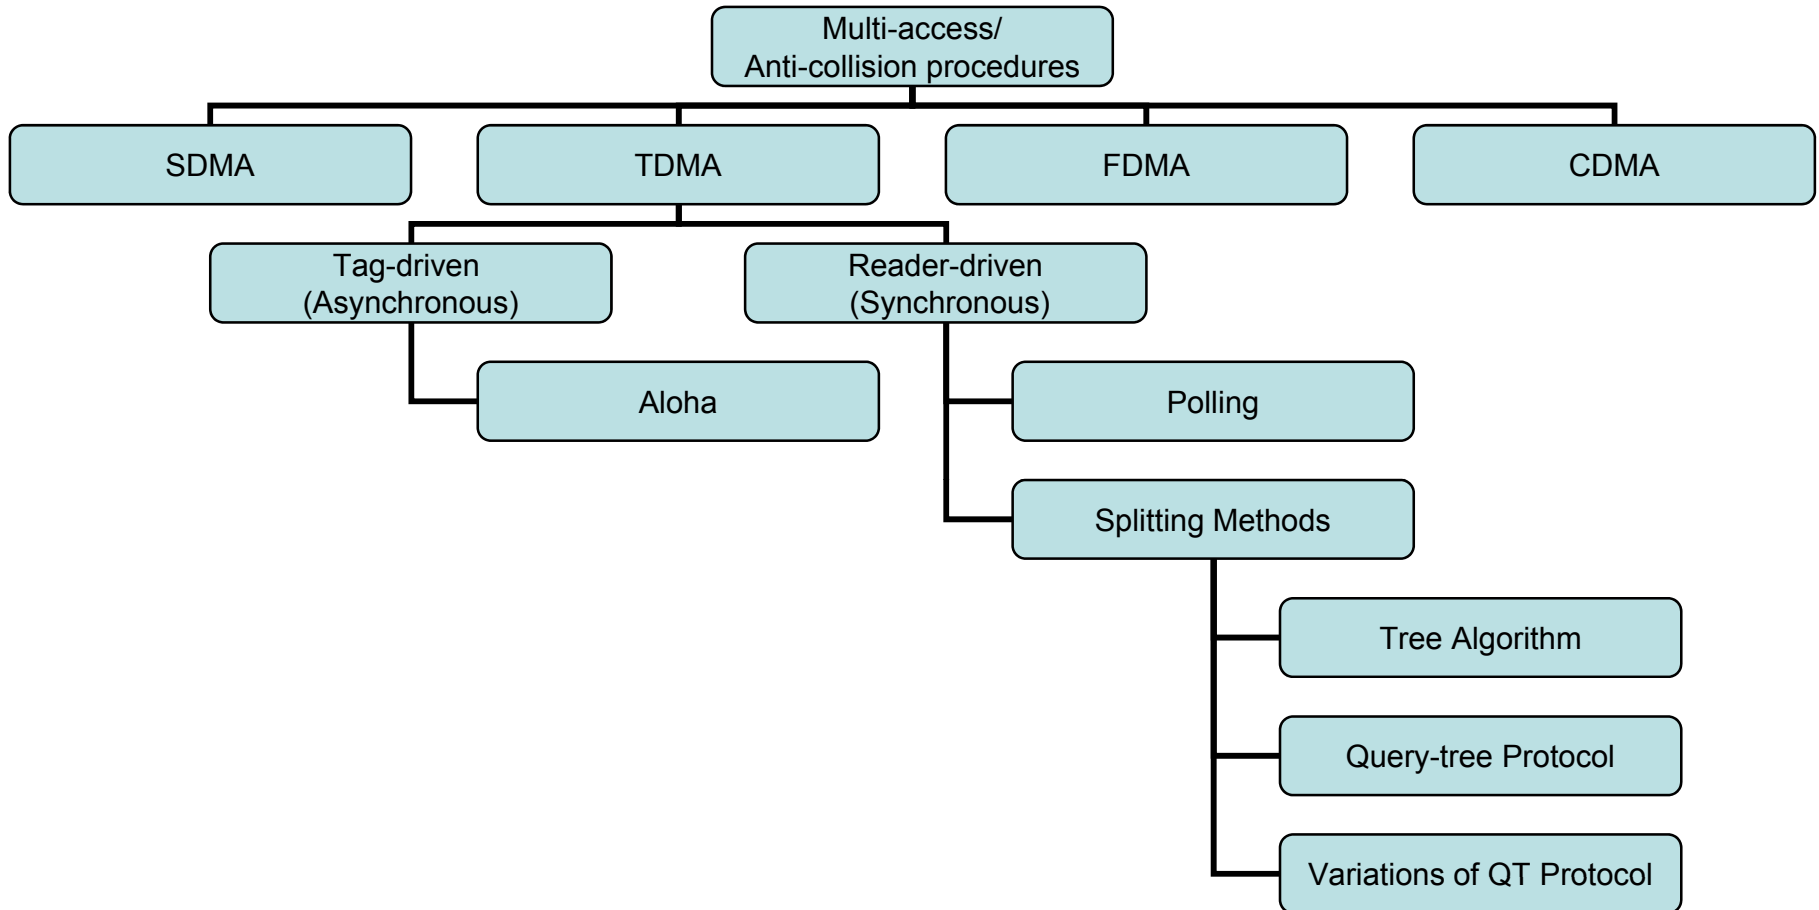 Multi-access/
Anti-collision procedures
SDMA
TDMA
FDMA
CDMA
Tag-driven
(Asynchronous)
Reader-driven
(Synchronous)
Aloha
Polling
Splitting Methods
Tree Algorithm
Query-tree Protocol
Variations of QT Protocol